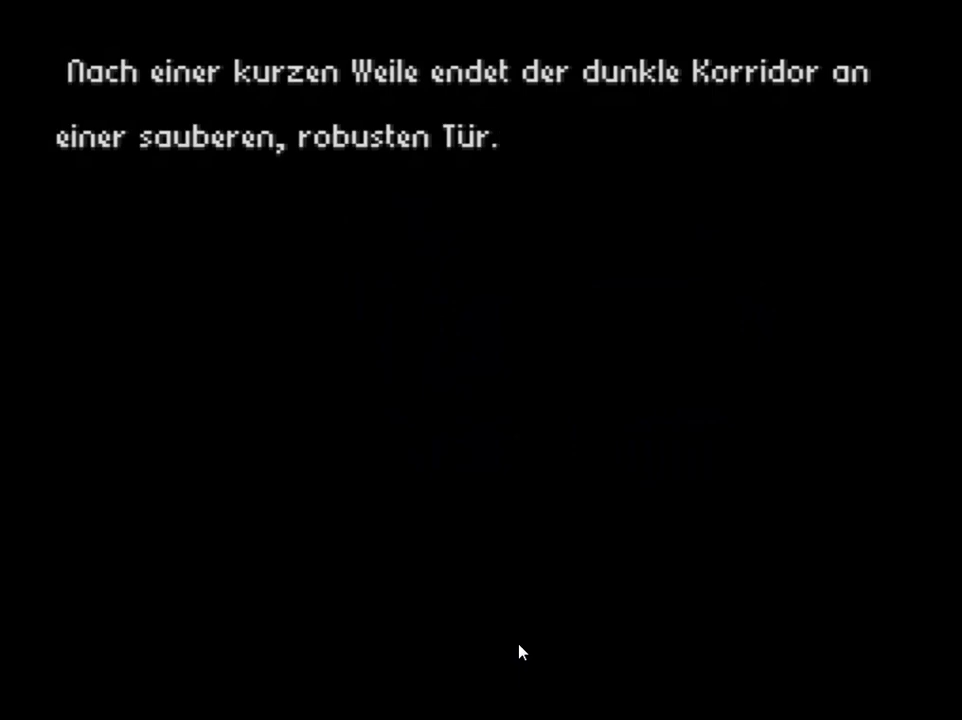 Nach einer kurzen Weile endet der dunkle Korridor an
einer sauberen, robusten Tür.